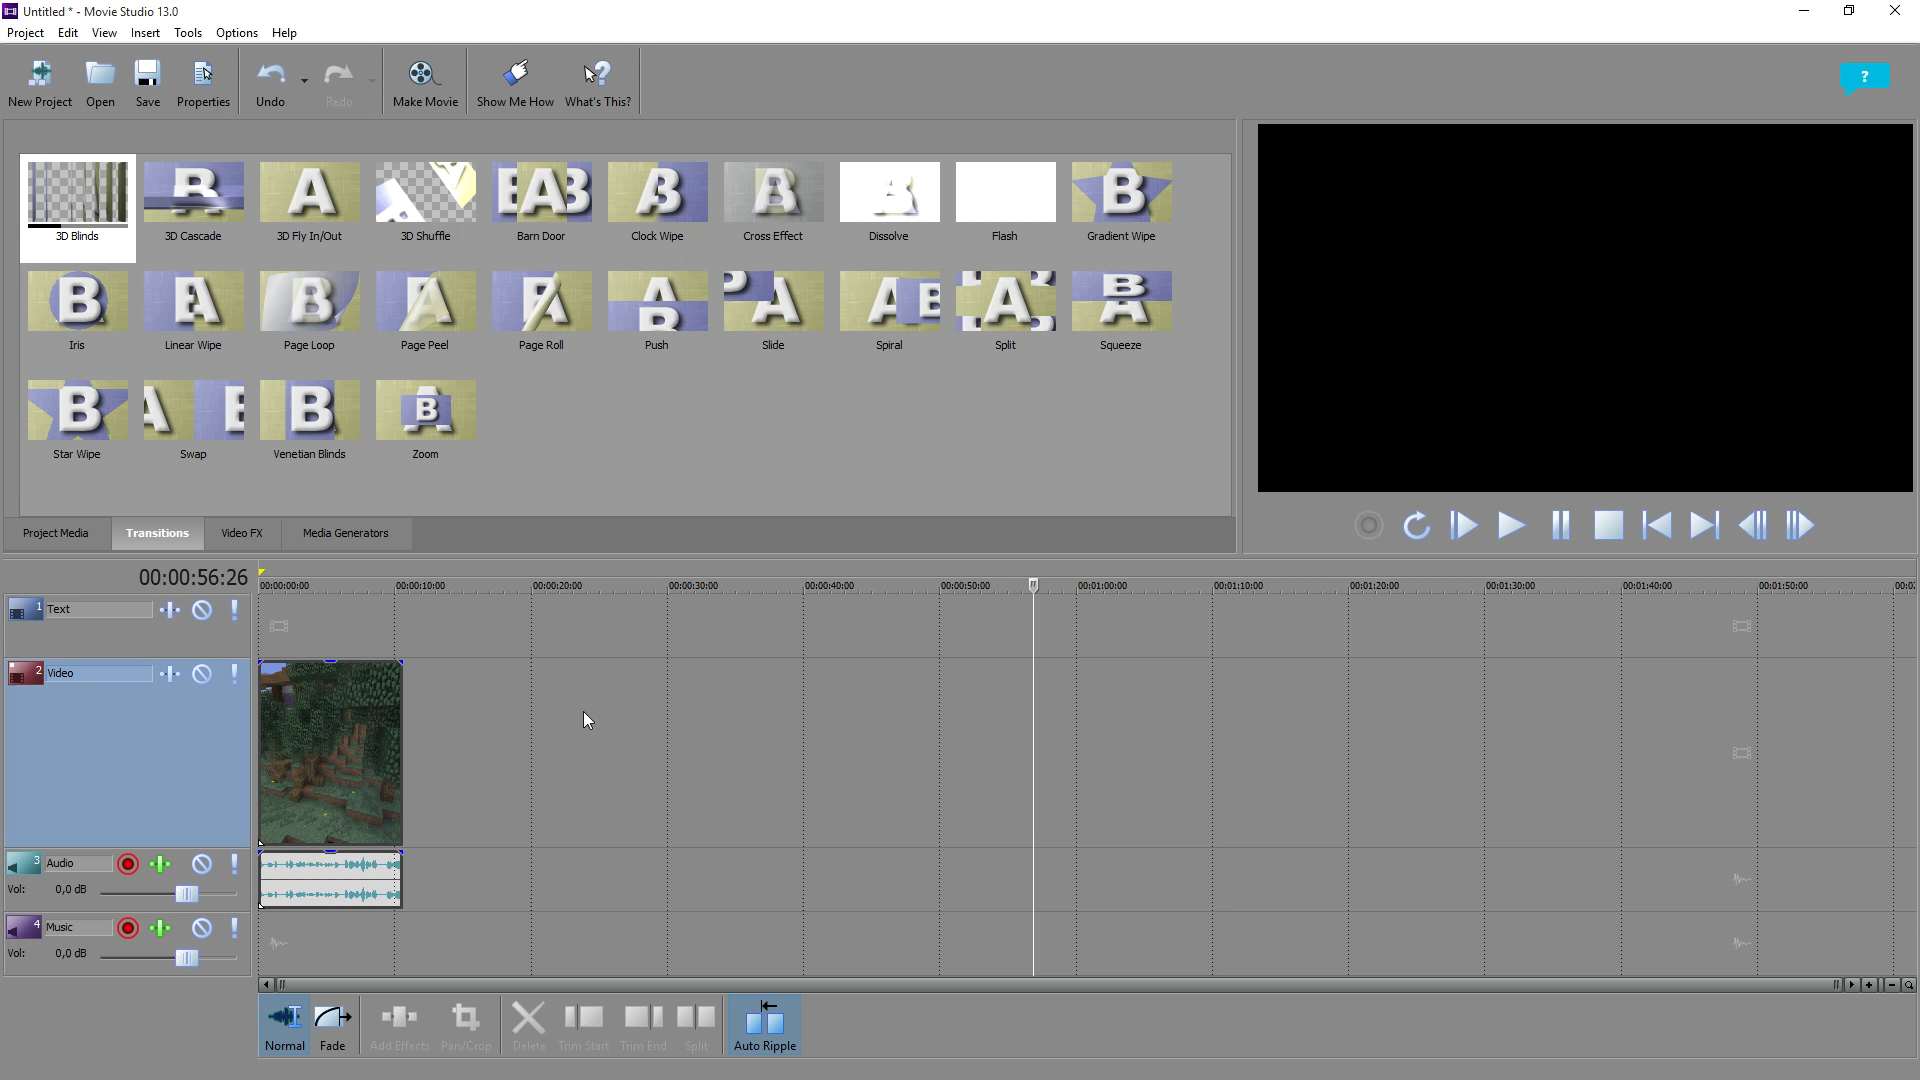 Untitled * - Movie Studio 13.0
Project Edit View Insert Tools Options Help
New Project Open Save Properties Undo Redo Make Movie Show Me How What's This?
?
3D Blinds 3D Cascade 3D Fly In/Out 3D Shuffle Barn Door Clock Wipe Cross Effect Dissolve Flash Gradient Wipe
Iris Linear Wipe Page Loop Page Peel Page Roll Push Slide Spiral Split Squeeze
Star Wipe Swap Venetian Blinds Zoom
Project Media Transitions Video FX Media Generators
00:00:56:26
00:00:00:00 00:00:10:00 00:00:20:00 00:00:30:00 00:00:40:00 00:00:50:00 00:01:00:00 00:01:10:00 00:01:20:00 00:01:30:00 00:01:40:00 00:01:50:00 00:0
1 Text
2 Video
3 Audio
Vol: 0,0 dB
4 Music
Vol: 0,0 dB
Normal Fade Add Effects Pan/Crop Delete Trim Start Trim End Split Auto Ripple